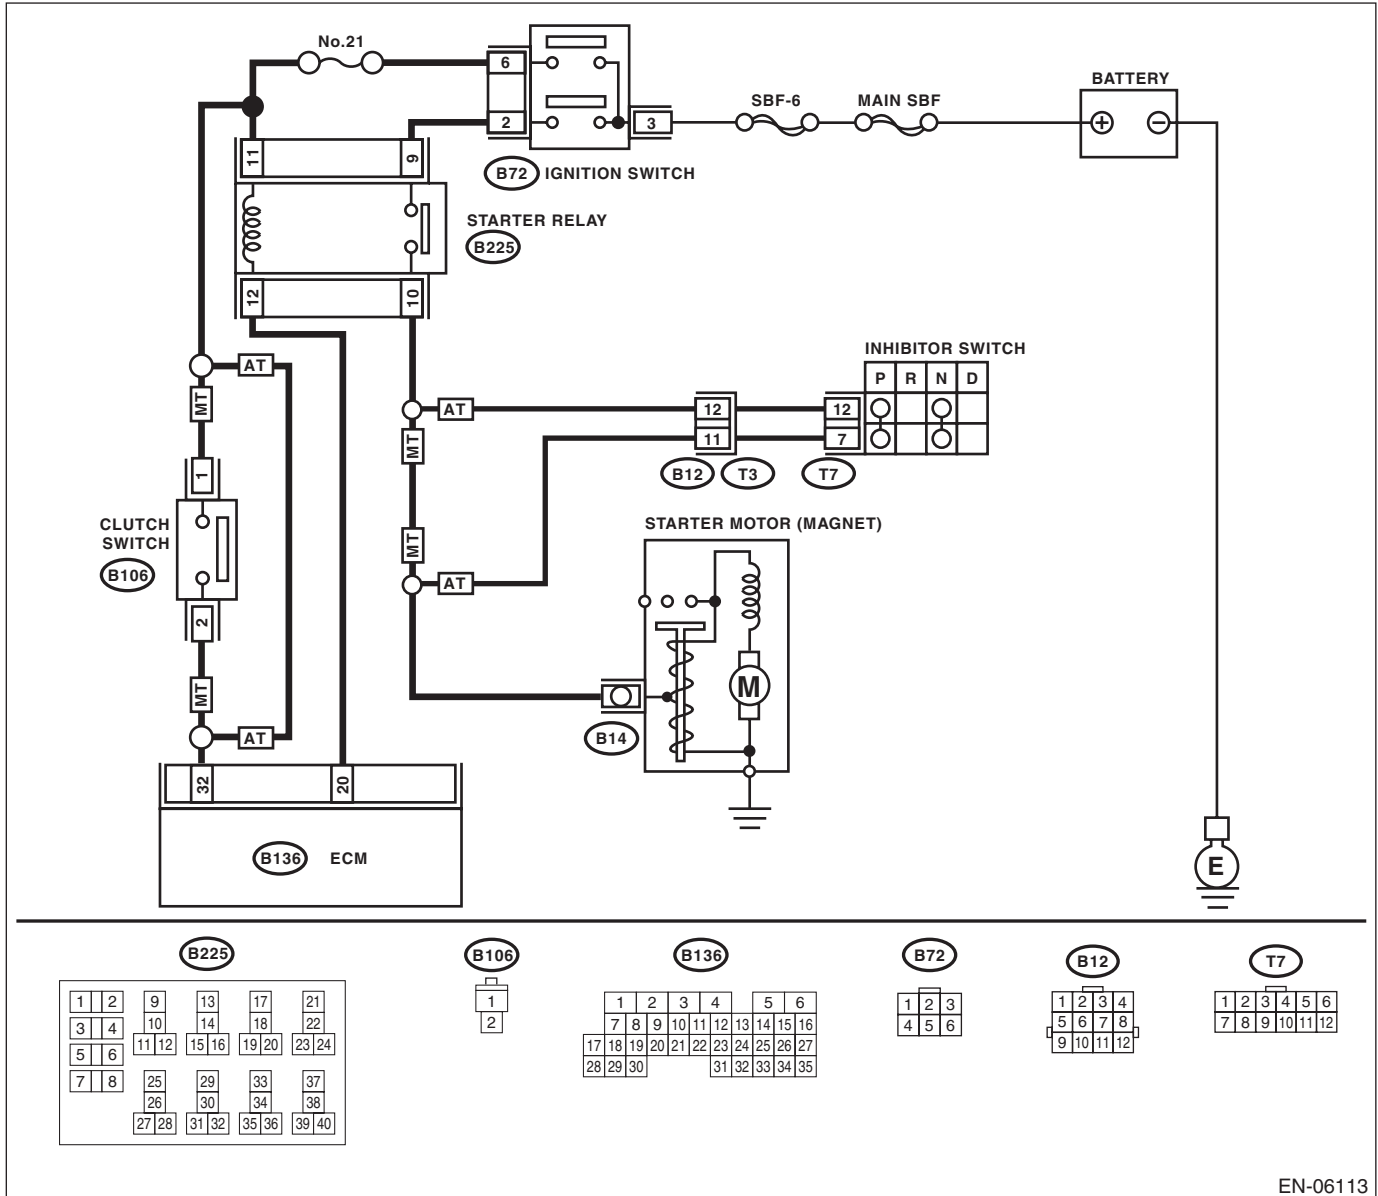 No.21
6
2
3
SBF-6
MAIN SBF
BATTERY
+
−
B72 IGNITION SWITCH
11
9
STARTER RELAY
B225
12
10
AT
MT
INHIBITOR SWITCH
P R N D
AT
12
12
MT
11
7
B12
T3
T7
1
CLUTCH SWITCH
B106
2
STARTER MOTOR (MAGNET)
MT
AT
M
B14
MT
AT
32
20
B136 ECM
E
B225
1 2 9 13 17 21
3 4 10 14 18 22
5 6 11 12 15 16 19 20 23 24
7 8 25 29 33 37
26 30 34 38
27 28 31 32 35 36 39 40
B106
1
2
B136
1 2 3 4 5 6
7 8 9 10 11 12 13 14 15 16
17 18 19 20 21 22 23 24 25 26 27
28 29 30 31 32 33 34 35
B72
1 2 3
4 5 6
B12
1 2 3 4
5 6 7 8
9 10 11 12
T7
1 2 3 4 5 6
7 8 9 10 11 12
EN-06113